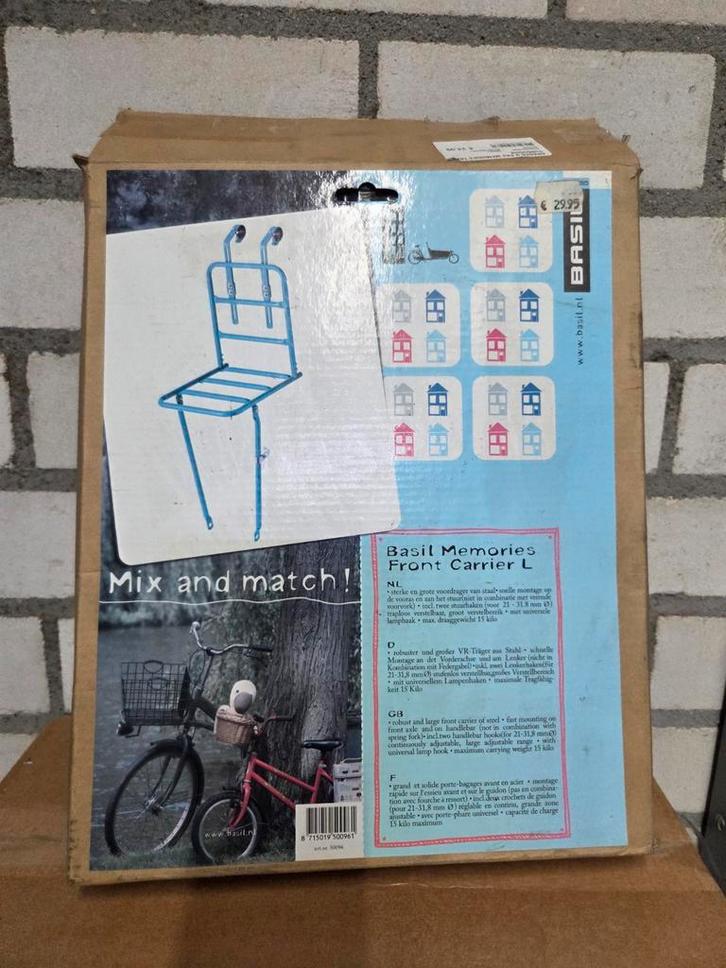 € 29.95
BASIL
www.basil.nl
Mix and match!
Basil Memories
Front Carrier L
NL
• sterke en grote voordrager van staal • snelle montage op
de vooras en aan het stuur(niet in combinatie met verende
voorvork) • incl. twee stuurhaken (voor 21 - 31,8 mm Ø)
• traploos verstelbaar, groot verstelbereik • met universele
lamphaak • max. draaggewicht 15 kilo
D
• robuster und großer VR-Träger aus Stahl • schnelle
Montage an det Vorderachse und am Lenker (nicht in
Kombination mit Federgabel) •inkl. zwei Lenkerhaken(für
21-31,8 mm Ø) stufenlos verstellbar,großes Verstellbereich
• mit universellem Lampenhaken • maximale Tragfähig-
keit 15 Kilo
GB
• robust and large front carrier of steel • fast mounting on
front axle and on handlebar (not in combination with
spring fork)• incl.two handlebar hooks(for 21-31,8 mm Ø)
continuously adjustable, large adjustable range • with
universal lamp hook • maximum carrying weight 15 kilo
F
• grand et solide porte-bagages avant en acier • montage
rapide sur l'essieu avant et sur le guidon (pas en combina-
tion avec fourche à ressort) • incl.deux crochets de guidon
(pour 21-31,8 mm Ø) réglable en continu, grande zone
ajustable • avec porte-phare universel • capacité de charge
15 kilo maximum
www.basil.nl
8 715019 500961
art.nr. 50096